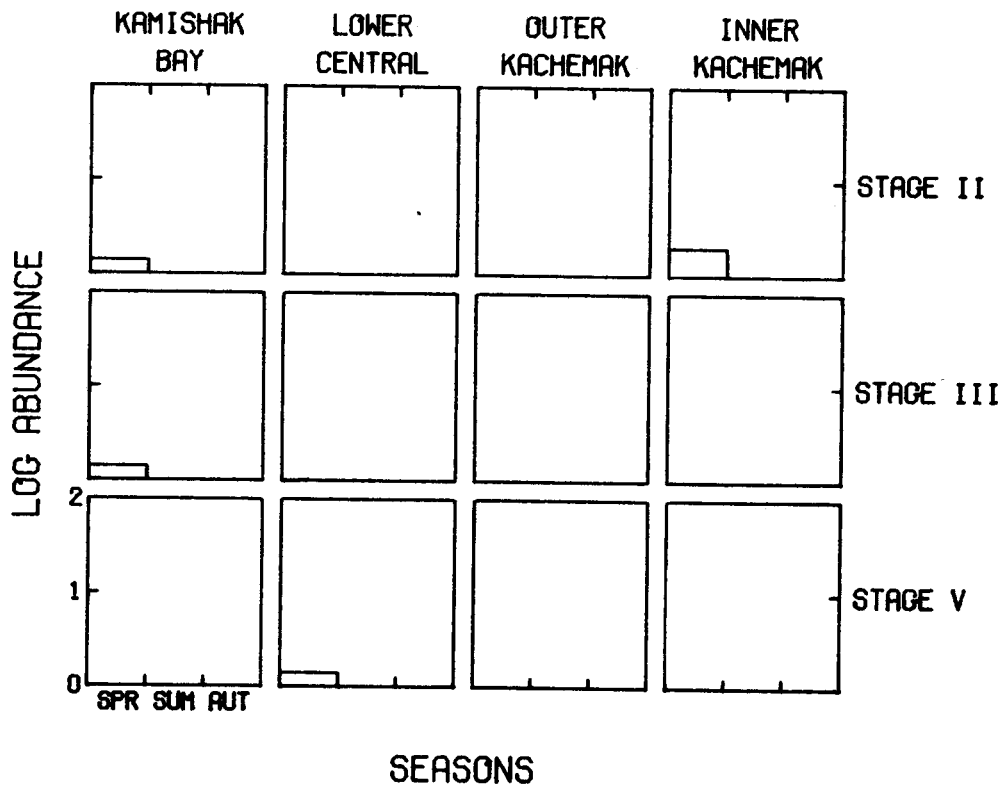 KAMISHAK
BAY
LOWER
CENTRAL
OUTER
KACHEMAK
INNER
KACHEMAK
STAGE II
LOG ABUNDANCE
STAGE III
2
1
0
STAGE V
SPR SUM AUT
SEASONS